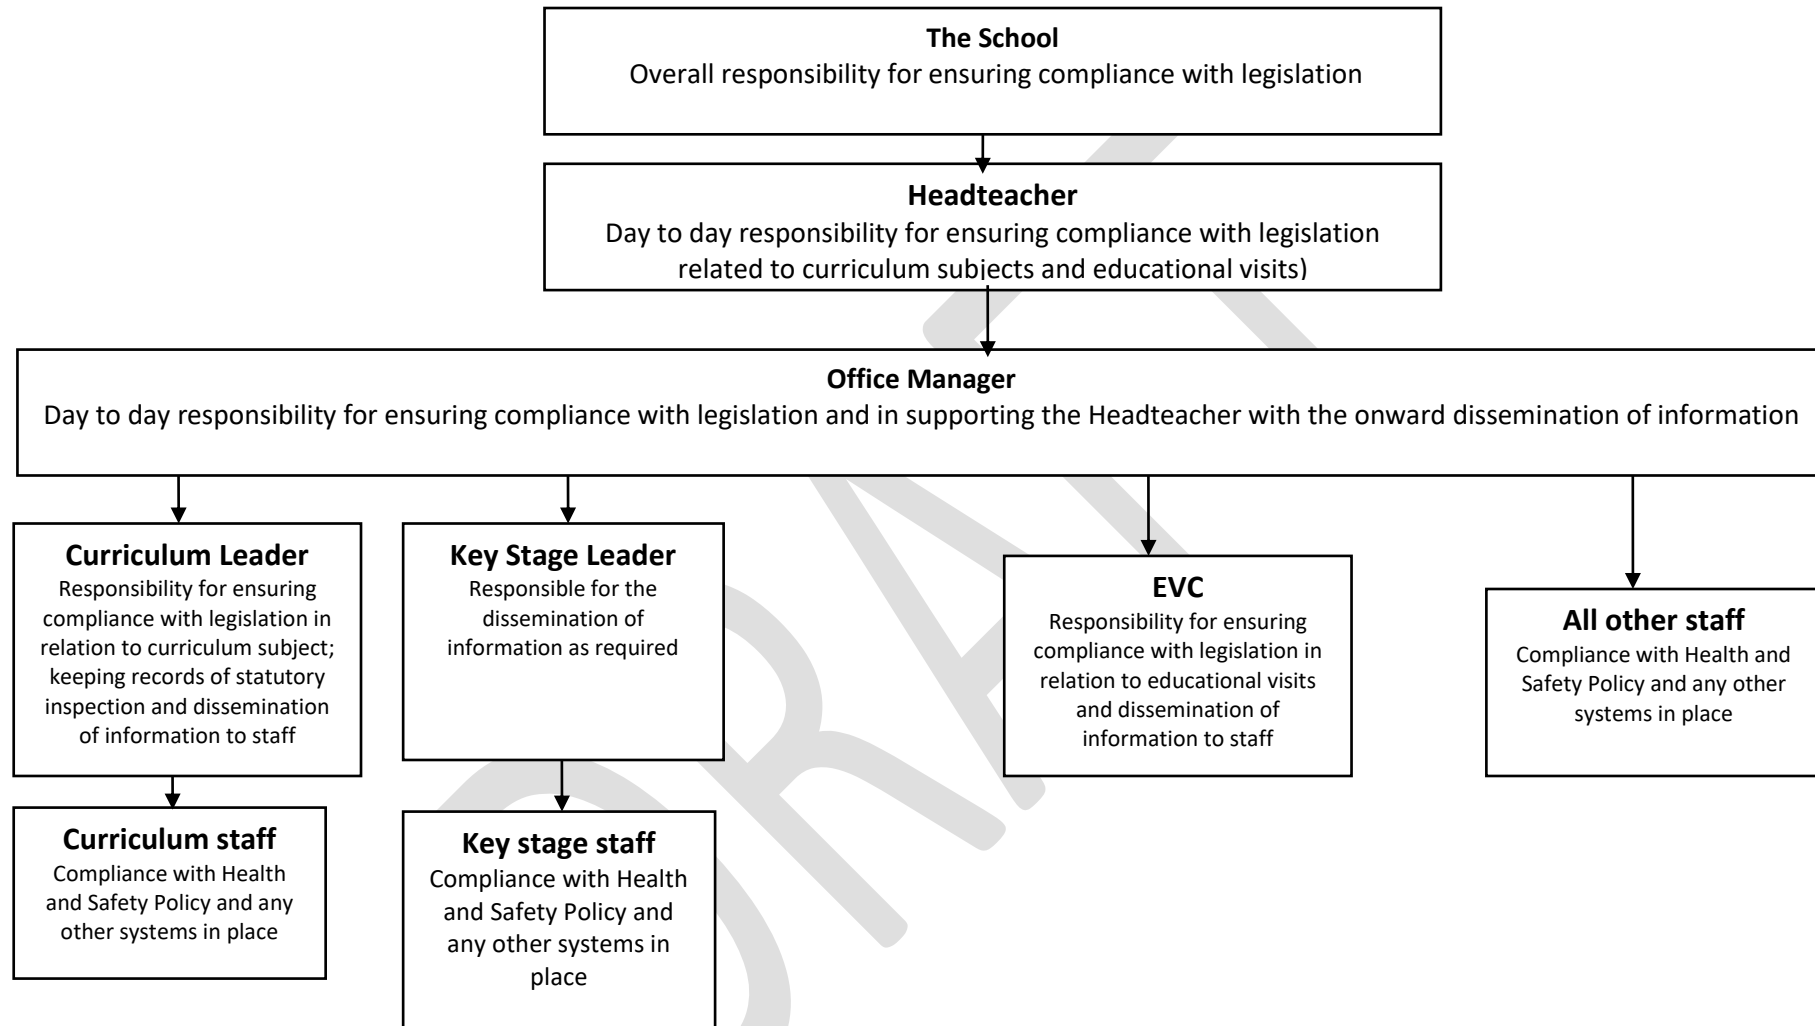 The School
Overall responsibility for ensuring compliance with legislation
Headteacher
Day to day responsibility for ensuring compliance with legislation
related to curriculum subjects and educational visits)
Office Manager
Day to day responsibility for ensuring compliance with legislation and in supporting the Headteacher with the onward dissemination of information
Curriculum Leader
Responsibility for ensuring
compliance with legislation in
relation to curriculum subject;
keeping records of statutory
inspection and dissemination
of information to staff
Key Stage Leader
Responsible for the
dissemination of
information as required
EVC
Responsibility for ensuring
compliance with legislation in
relation to educational visits
and dissemination of
information to staff
All other staff
Compliance with Health and
Safety Policy and any other
systems in place
Curriculum staff
Compliance with Health
and Safety Policy and any
other systems in place
Key stage staff
Compliance with Health
and Safety Policy and
any other systems in
place
DRAFT